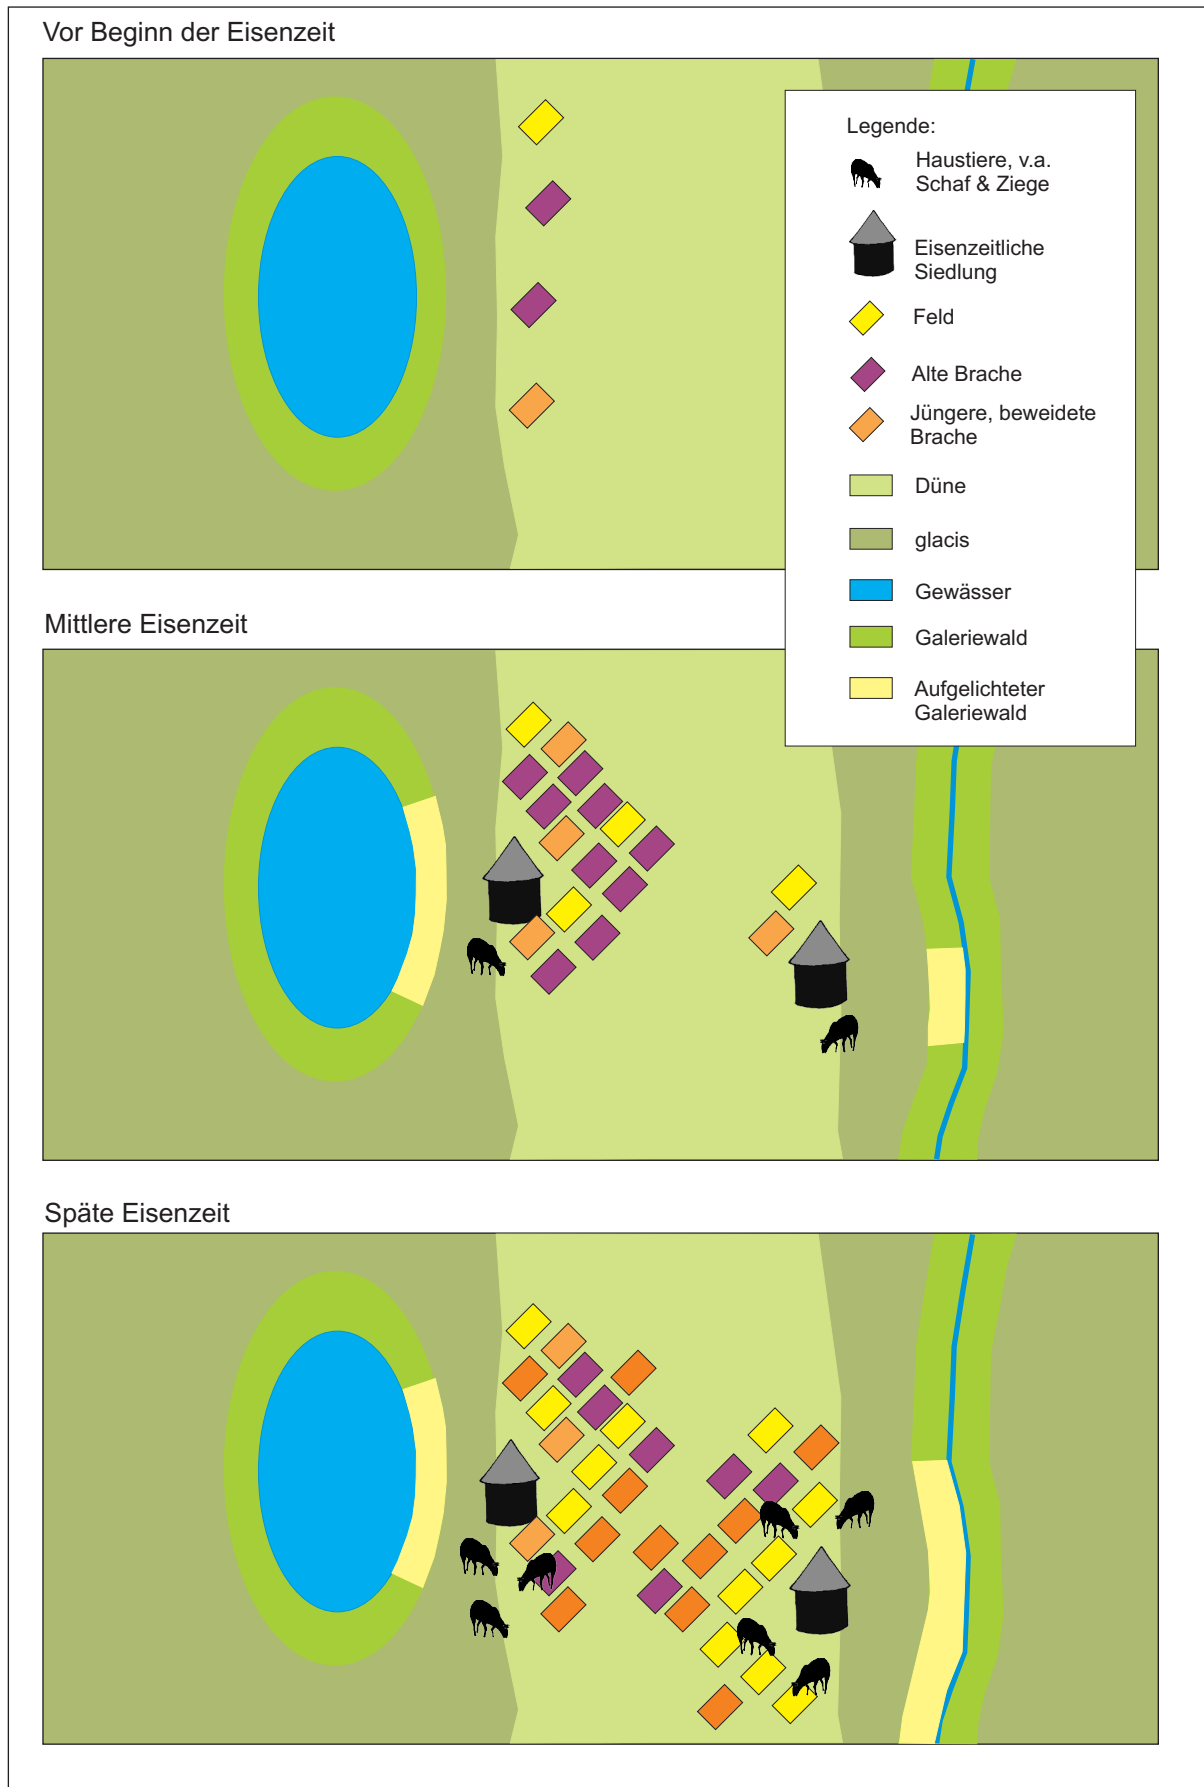 Vor Beginn der Eisenzeit
Legende:
Haustiere, v.a.
Schaf & Ziege
Eisenzeitliche
Siedlung
Feld
Alte Brache
Jüngere, beweidete
Brache
Düne
glacis
Gewässer
Galeriewald
Aufgelichteter
Galeriewald
Mittlere Eisenzeit
Späte Eisenzeit